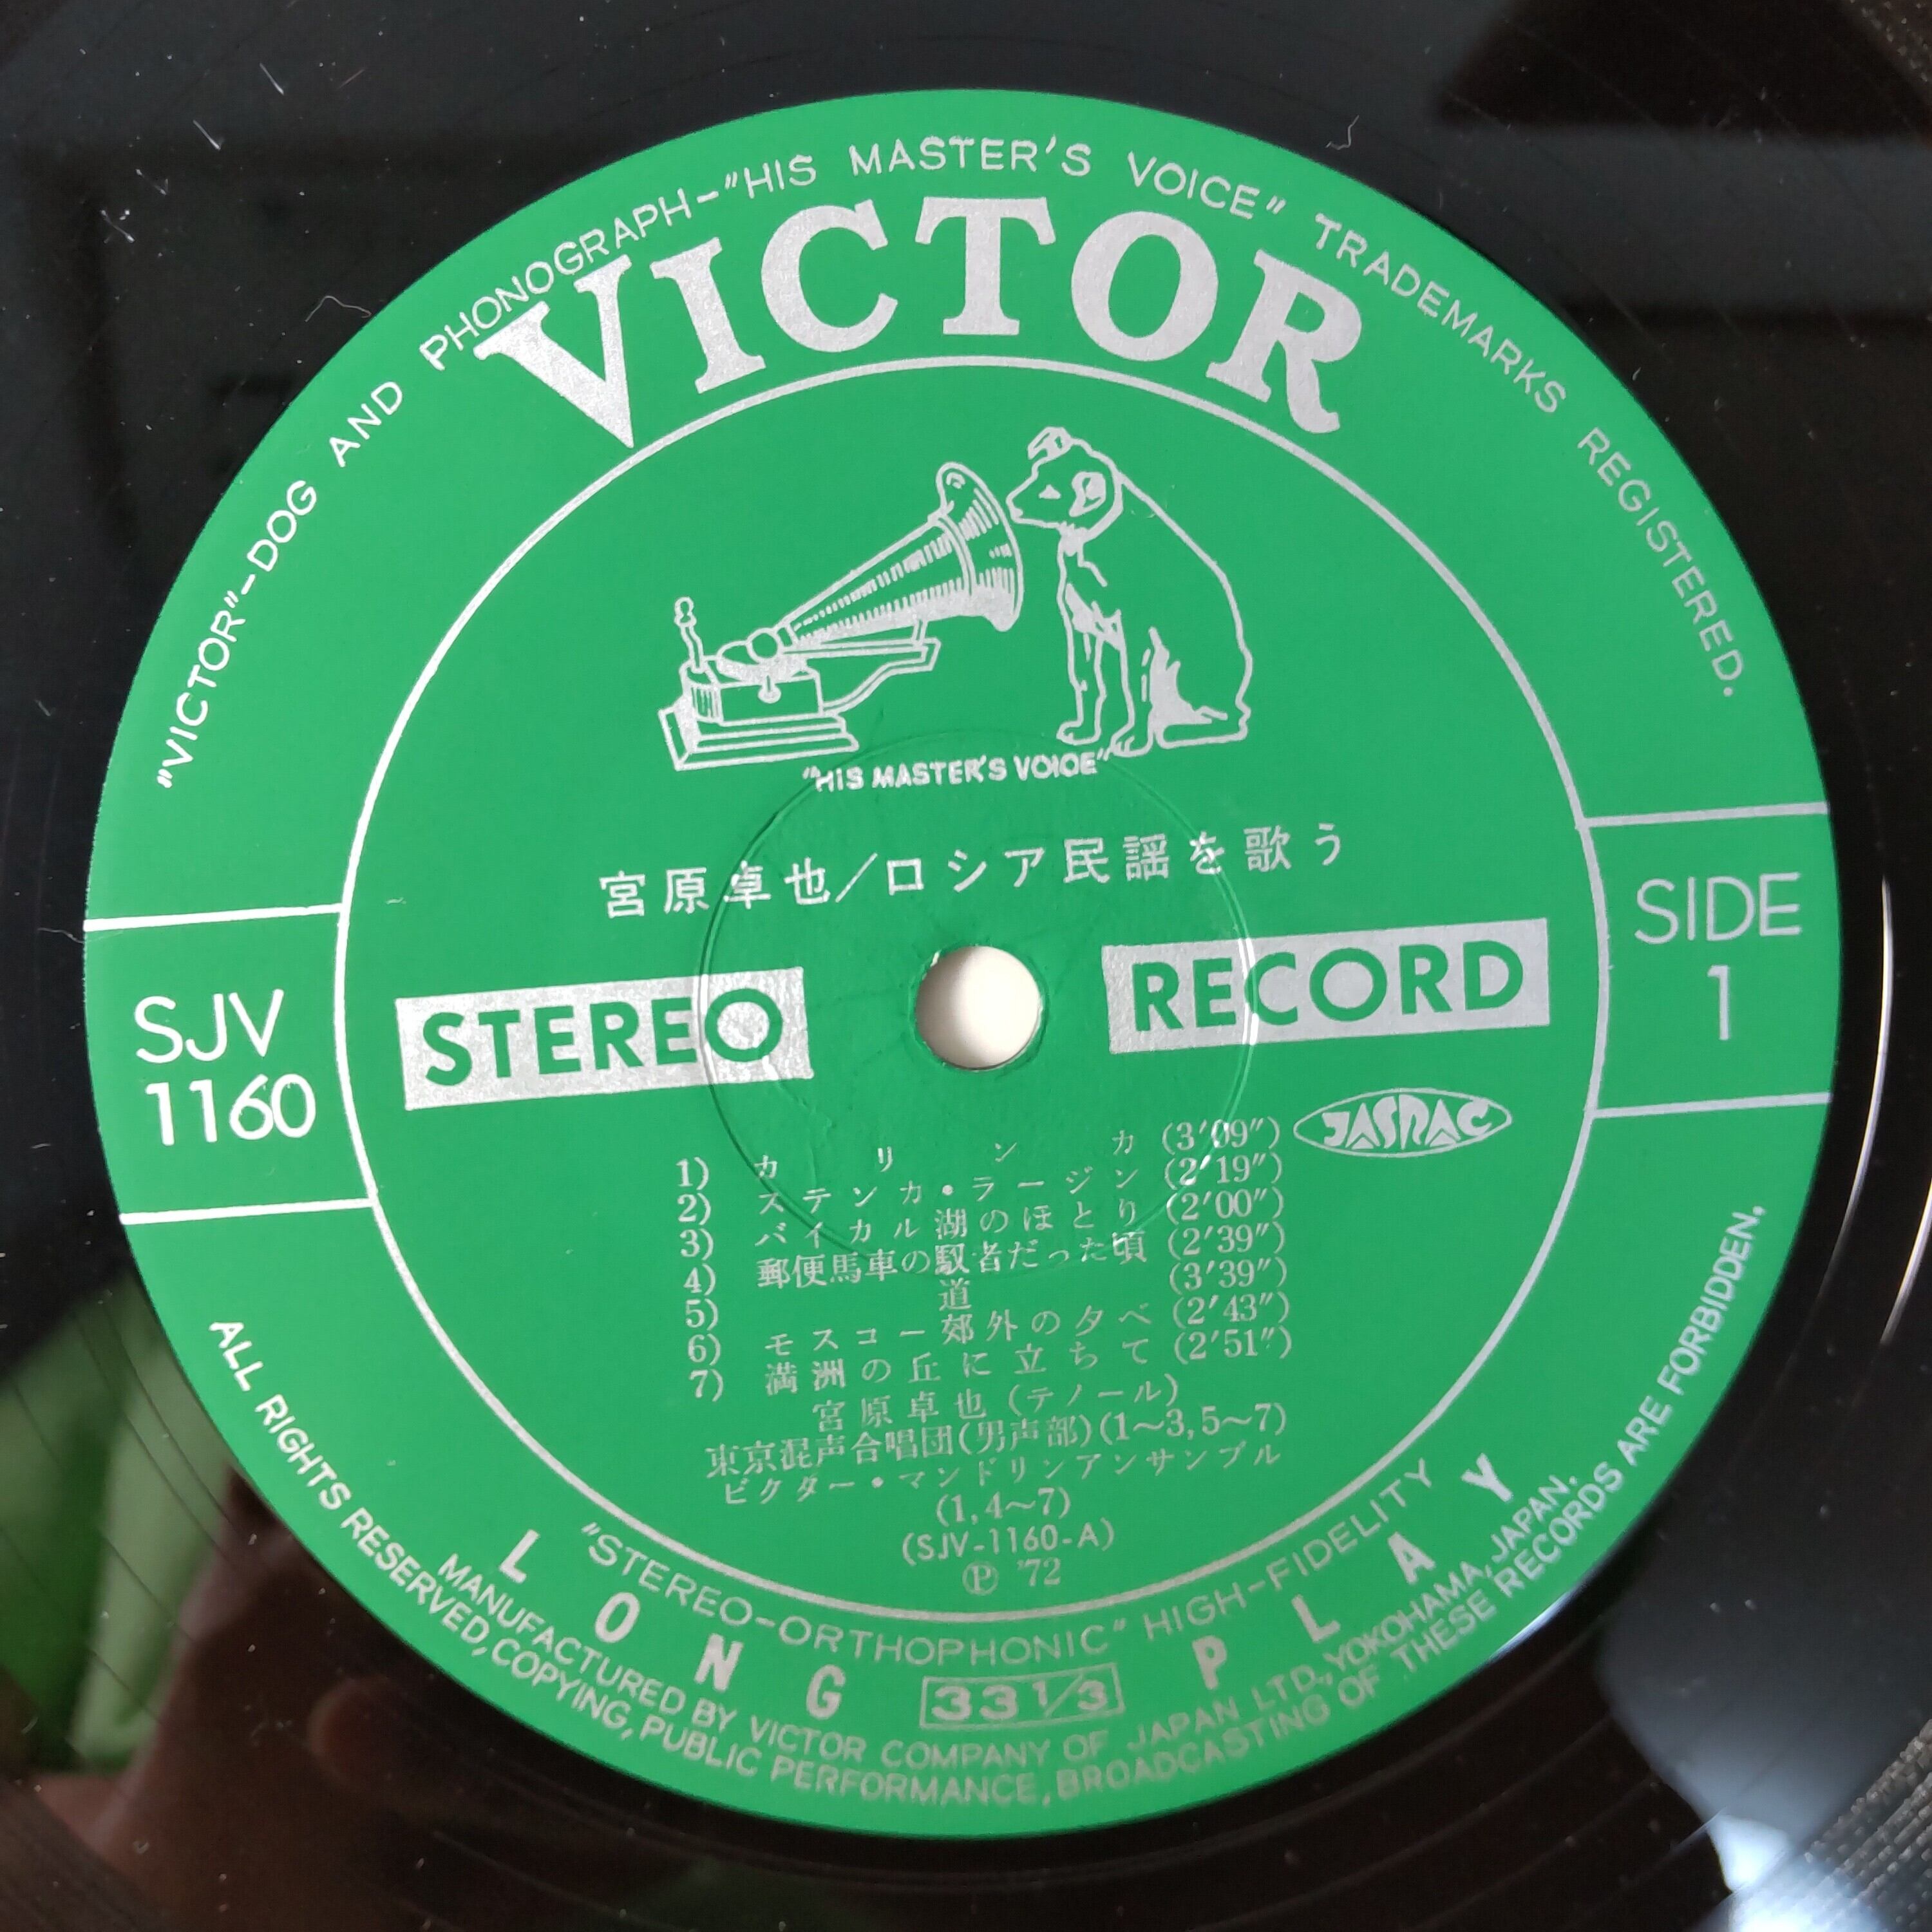 "VICTOR"-DOG AND PHONOGRAPH-"HIS MASTER'S VOICE" TRADEMARKS REGISTERED.
VICTOR
"HIS MASTER'S VOICE"
宮原卓也/ロシア民謡を歌う
SJV
1160
STEREO
RECORD
SIDE
1
JASRAC
1) カリンカ (3'09")
2) ステンカ・ラージン (2'19")
3) バイカル湖のほとり (2'00")
4) 郵便馬車の馭者だった頃 (2'39")
5) 道 (3'39")
6) モスコー郊外の夕べ (2'43")
7) 満洲の丘に立ちて (2'51")
宮原卓也(テノール)
東京混声合唱団(男声部)(1〜3,5〜7)
ビクター・マンドリンアンサンブル
(1,4〜7)
(SJV-1160-A)
Ⓟ '72
"STEREO-ORTHOPHONIC" HIGH-FIDELITY
LONG 33 1/3 PLAY
MANUFACTURED BY VICTOR COMPANY OF JAPAN LTD., YOKOHAMA, JAPAN.
ALL RIGHTS RESERVED, COPYING, PUBLIC PERFORMANCE, BROADCASTING OF THESE RECORDS ARE FORBIDDEN.